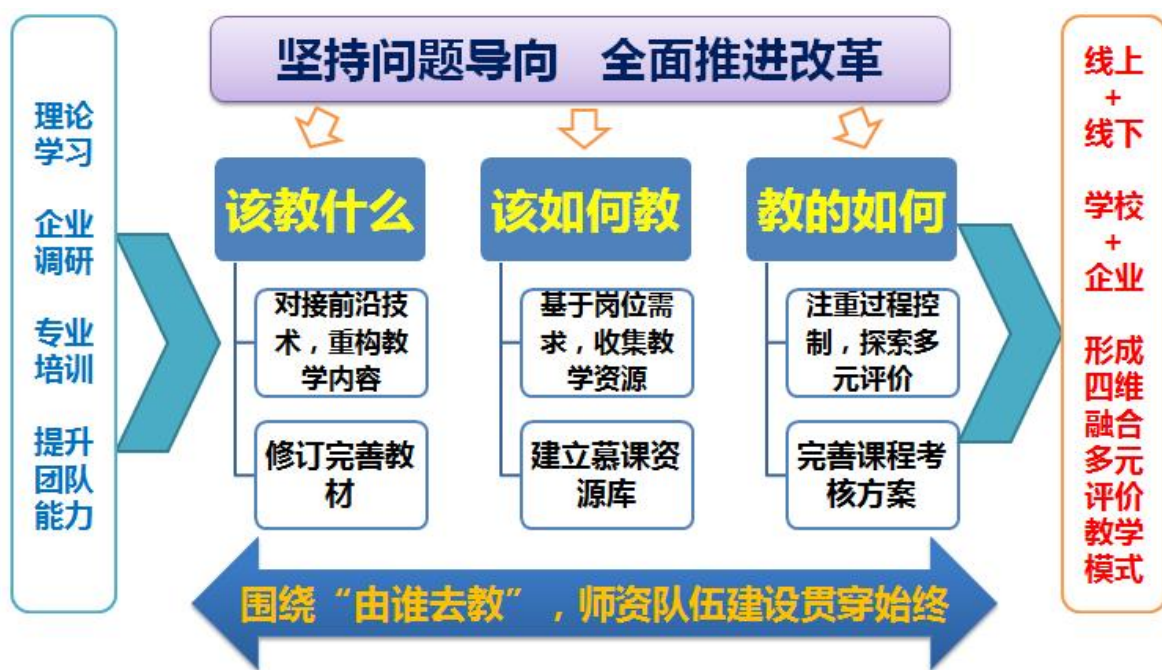 坚持问题导向 全面推进改革
理论
学习
企业
调研
专业
培训
提升
团队
能力
该教什么
对接前沿技
术，重构教
学内容
修订完善教
材
该如何教
基于岗位需
求，收集教
学资源
建立慕课资
源库
教的如何
注重过程控
制，探索多
元评价
完善课程考
核方案
线上
+
线下
学校
+
企业
形成
四维
融合
多元
评价
教学
模式
围绕“由谁去教”，师资队伍建设贯穿始终